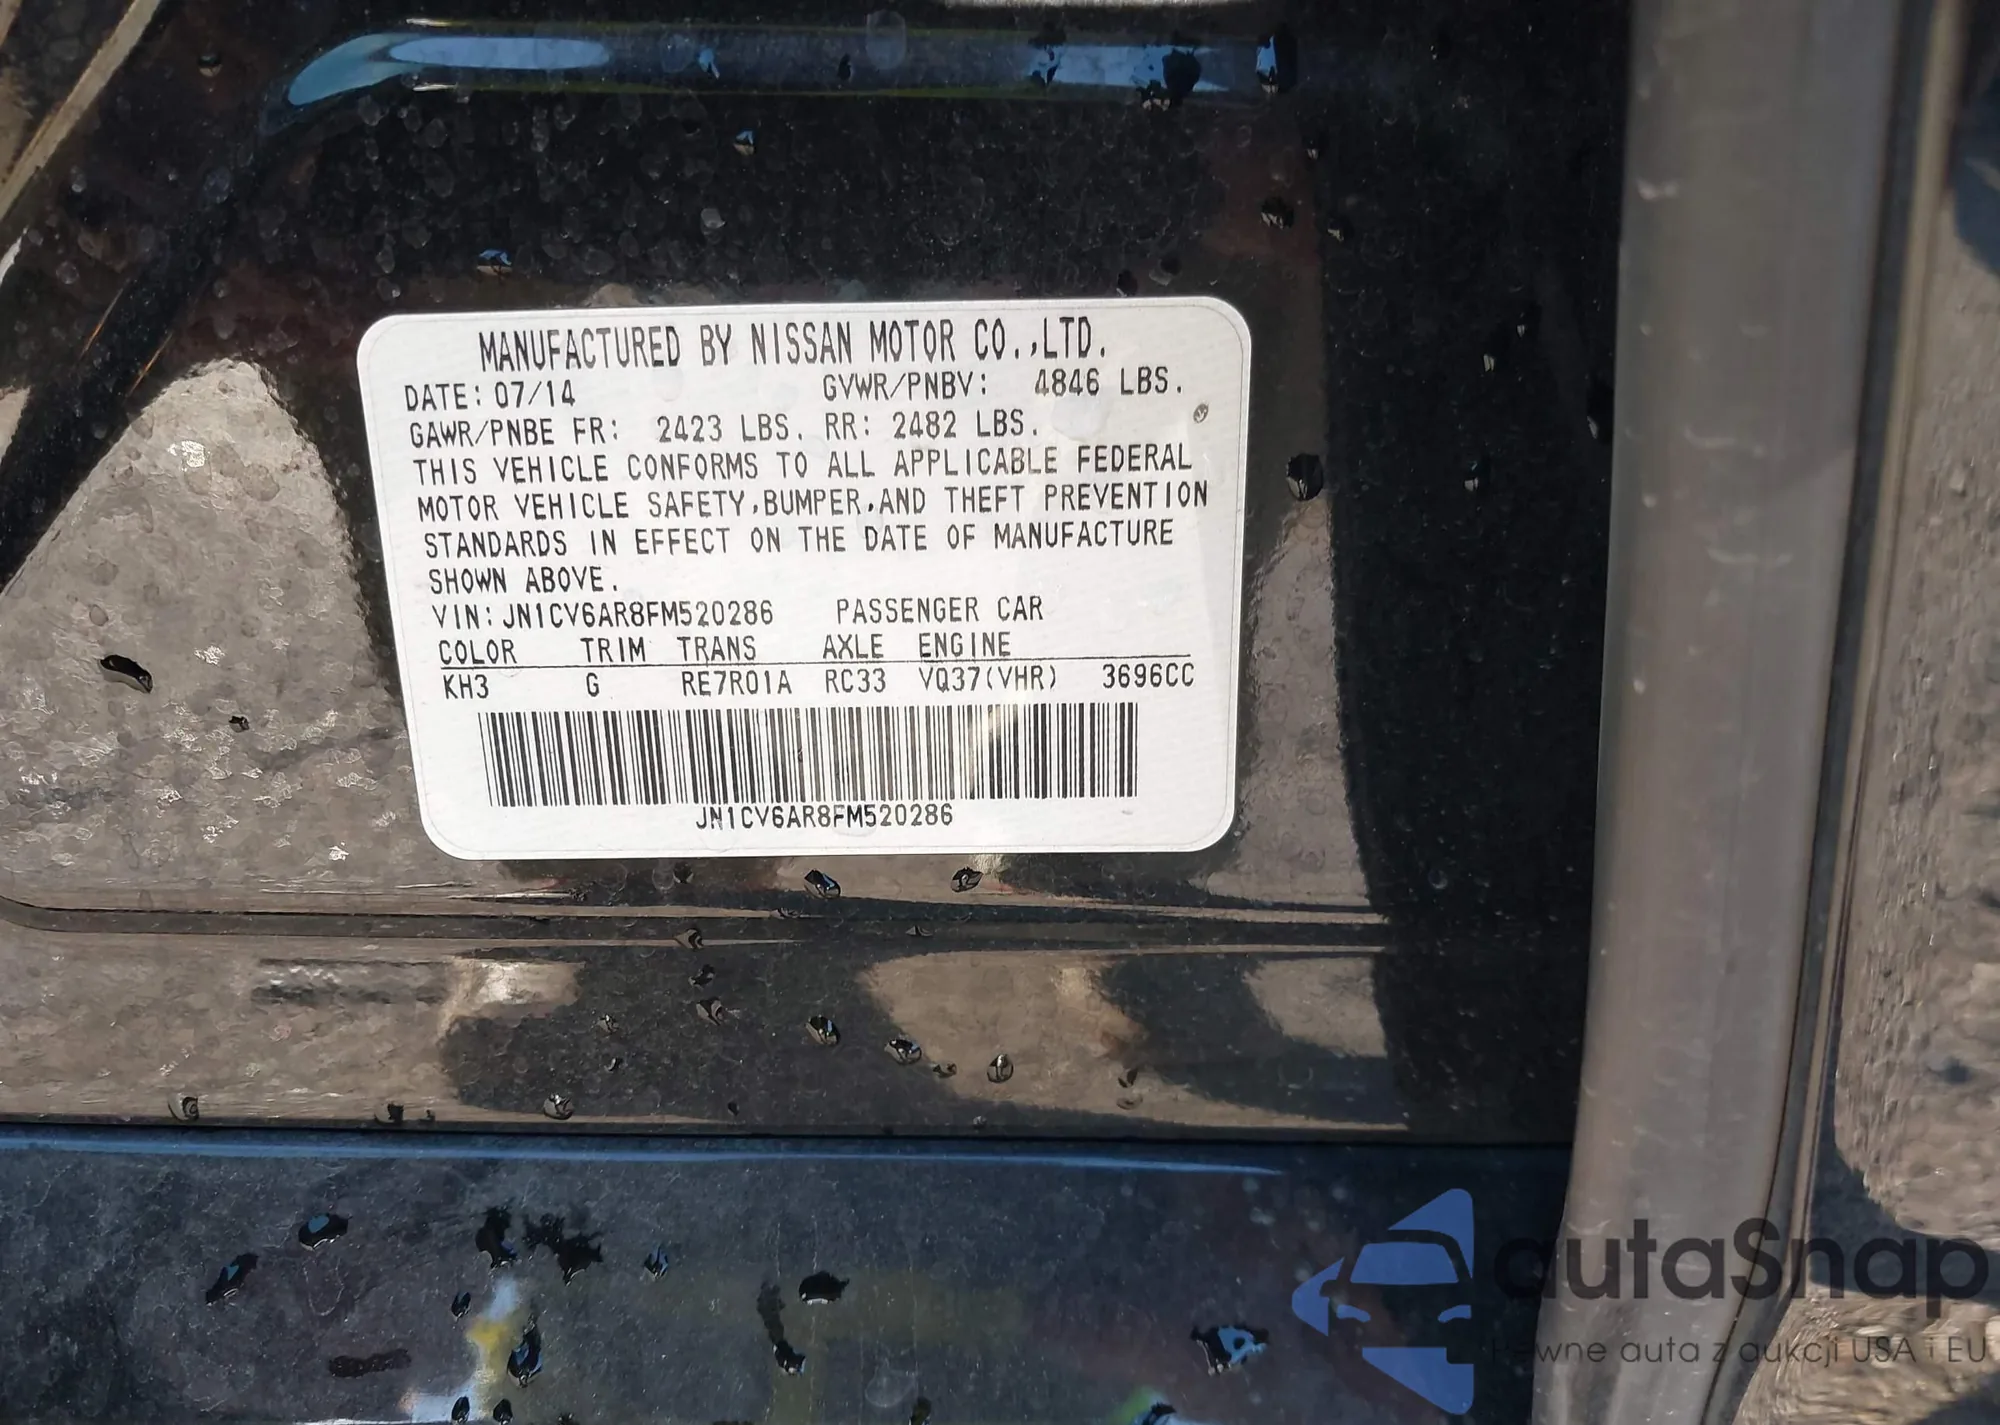 MANUFACTURED BY NISSAN MOTOR CO.,LTD.
DATE: 07/14 GVWR/PNBV: 4846 LBS.
GAWR/PNBE FR: 2423 LBS. RR: 2482 LBS.
THIS VEHICLE CONFORMS TO ALL APPLICABLE FEDERAL
MOTOR VEHICLE SAFETY,BUMPER,AND THEFT PREVENTION
STANDARDS IN EFFECT ON THE DATE OF MANUFACTURE
SHOWN ABOVE.
VIN: JN1CV6AR8FM520286 PASSENGER CAR
COLOR TRIM TRANS AXLE ENGINE
KH3 G RE7R01A RC33 VQ37(VHR) 3696CC
JN1CV6AR8FM520286
autaSnap
Pewne auta z aukcji USA i EU